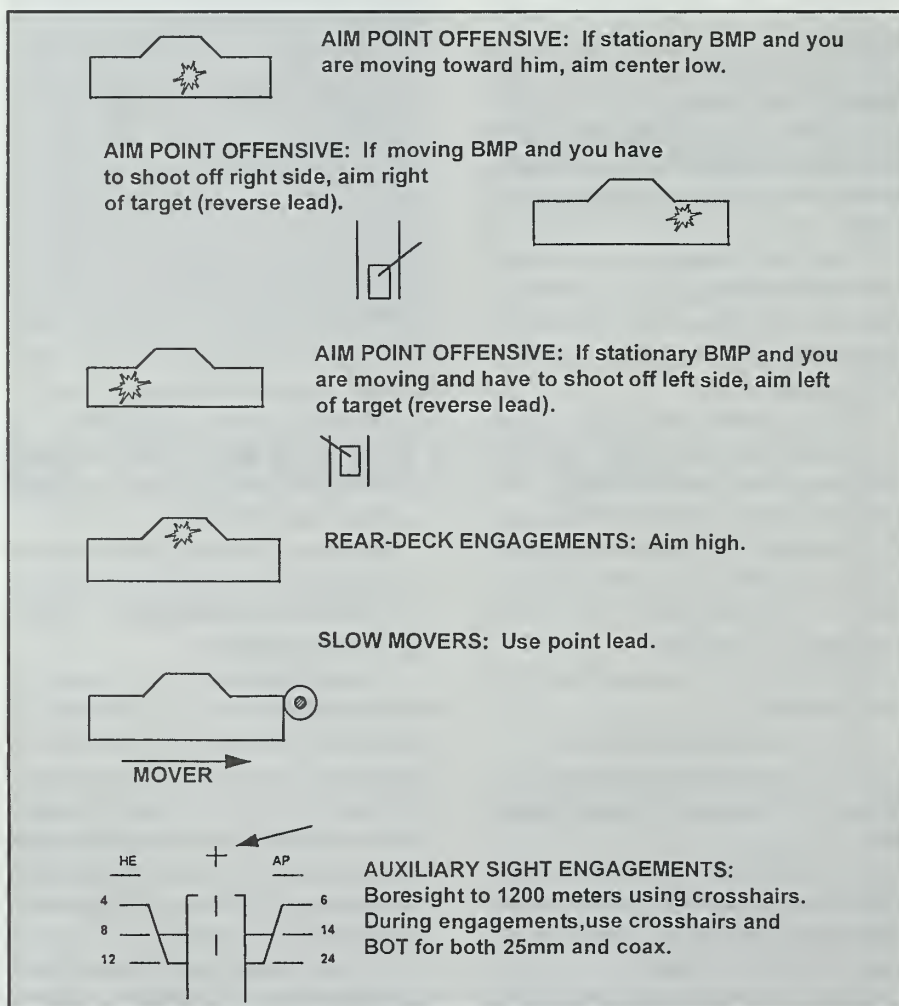 AIM POINT OFFENSIVE: If stationary BMP and you
are moving toward him, aim center low.
AIM POINT OFFENSIVE: If moving BMP and you have
to shoot off right side, aim right
of target (reverse lead).
AIM POINT OFFENSIVE: If stationary BMP and you
are moving and have to shoot off left side, aim left
of target (reverse lead).
REAR-DECK ENGAGEMENTS: Aim high.
SLOW MOVERS: Use point lead.
MOVER
HE AP
4 6
8 14
12 24
AUXILIARY SIGHT ENGAGEMENTS:
Boresight to 1200 meters using crosshairs.
During engagements,use crosshairs and
BOT for both 25mm and coax.